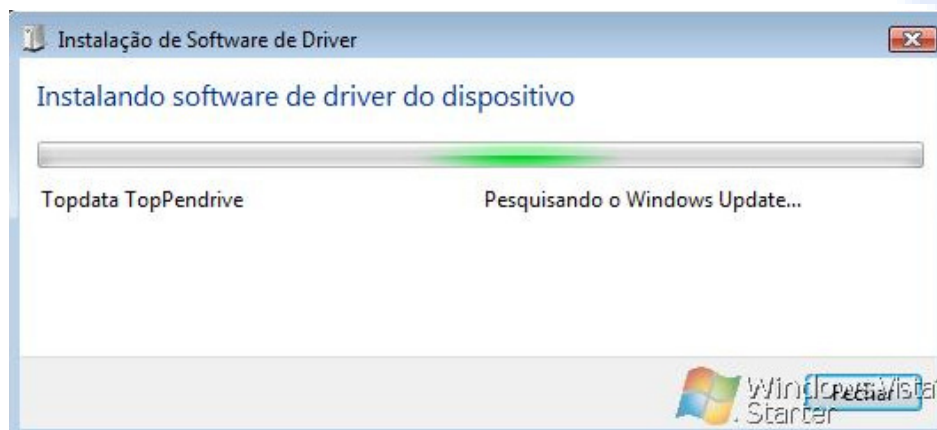 Instalação de Software de Driver
Instalando software de driver do dispositivo
Topdata TopPendrive
Pesquisando o Windows Update...
Fechar
Windows Vista
Starter